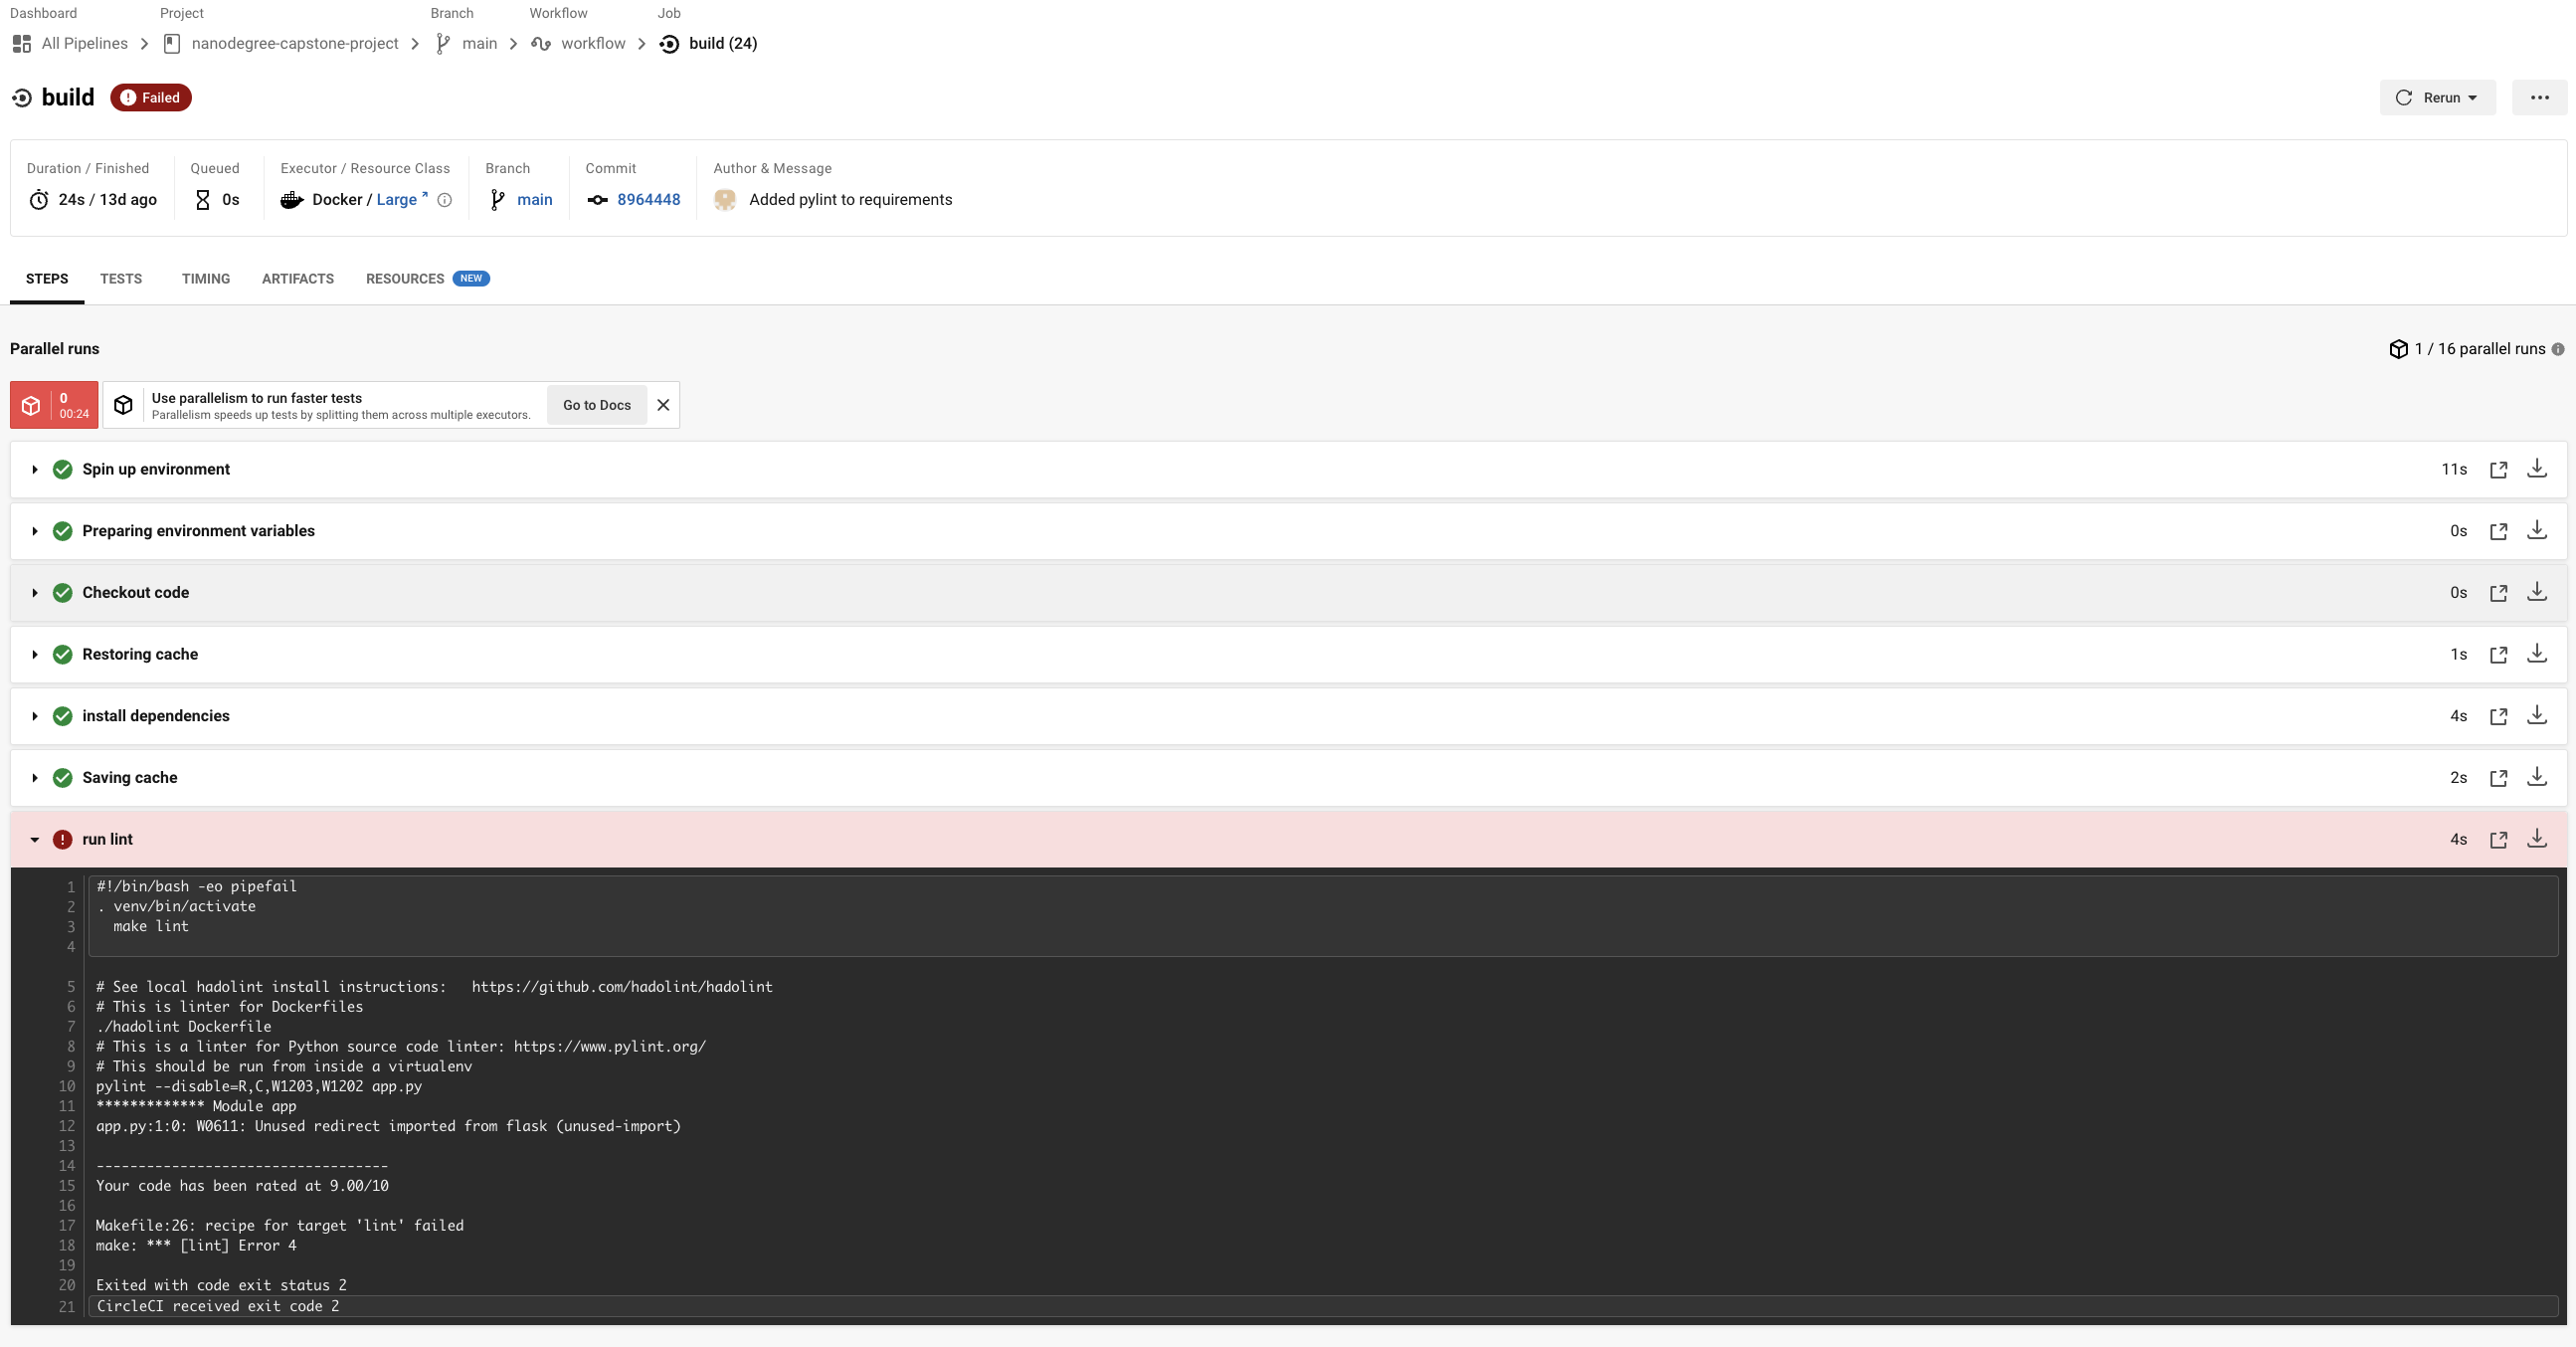 Dashboard Project Branch Workflow Job
All Pipelines nanodegree-capstone-project main workflow build (24)
build Failed Rerun
Duration / Finished Queued Executor / Resource Class Branch Commit Author & Message
24s / 13d ago 0s Docker / Large main 8964448 Added pylint to requirements
STEPS TESTS TIMING ARTIFACTS RESOURCES NEW
Parallel runs 1 / 16 parallel runs
0
00:24
Use parallelism to run faster tests
Parallelism speeds up tests by splitting them across multiple executors.
Go to Docs
Spin up environment 11s
Preparing environment variables 0s
Checkout code 0s
Restoring cache 1s
install dependencies 4s
Saving cache 2s
run lint 4s
1 #!/bin/bash -eo pipefail
2 . venv/bin/activate
3 make lint
4
5 # See local hadolint install instructions:   https://github.com/hadolint/hadolint
6 # This is linter for Dockerfiles
7 ./hadolint Dockerfile
8 # This is a linter for Python source code linter: https://www.pylint.org/
9 # This should be run from inside a virtualenv
10 pylint --disable=R,C,W1203,W1202 app.py
11 ************* Module app
12 app.py:1:0: W0611: Unused redirect imported from flask (unused-import)
13
14 -----------------------------------
15 Your code has been rated at 9.00/10
16
17 Makefile:26: recipe for target 'lint' failed
18 make: *** [lint] Error 4
19
20 Exited with code exit status 2
21 CircleCI received exit code 2